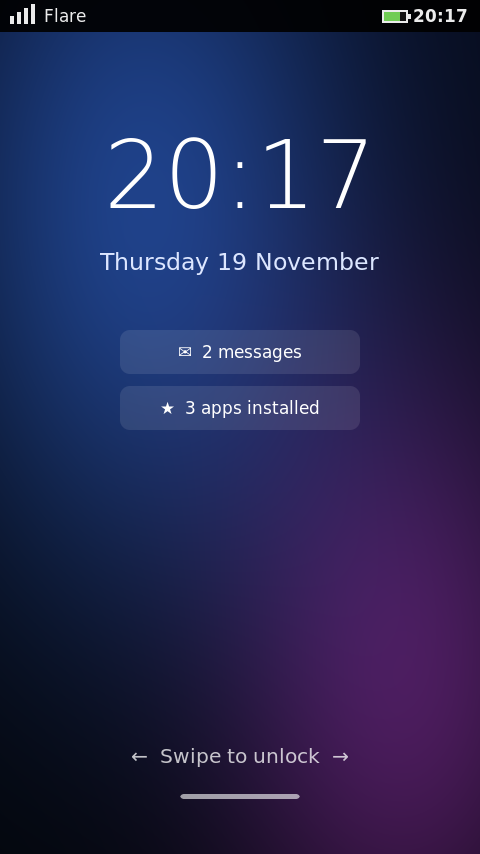 Flare 20:17
20:17
Thursday 19 November
✉ 2 messages
★ 3 apps installed
← Swipe to unlock →